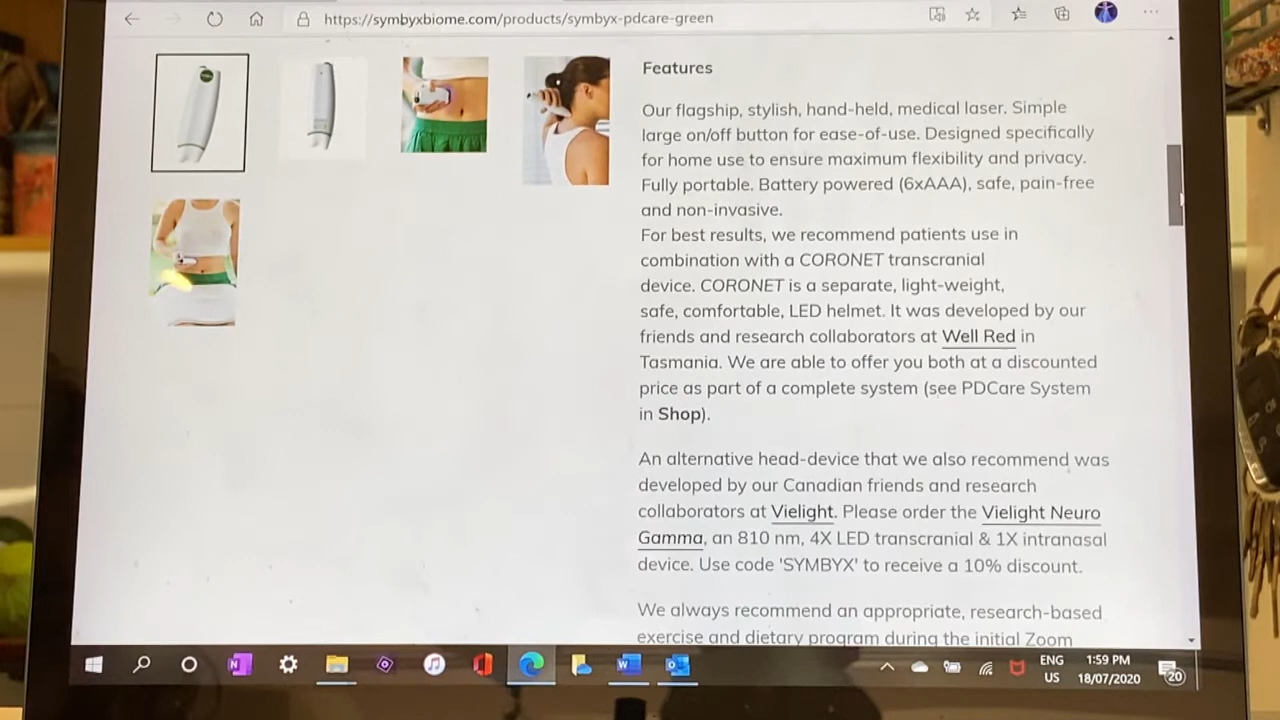 https://symbyxbiome.com/products/symbyx-pdcare-green
Features
Our flagship, stylish, hand-held, medical laser. Simple
large on/off button for ease-of-use. Designed specifically
for home use to ensure maximum flexibility and privacy.
Fully portable. Battery powered (6xAAA), safe, pain-free
and non-invasive.
For best results, we recommend patients use in
combination with a CORONET transcranial
device. CORONET is a separate, light-weight,
safe, comfortable, LED helmet. It was developed by our
friends and research collaborators at Well Red in
Tasmania. We are able to offer you both at a discounted
price as part of a complete system (see PDCare System
in Shop).
An alternative head-device that we also recommend was
developed by our Canadian friends and research
collaborators at Vielight. Please order the Vielight Neuro
Gamma, an 810 nm, 4X LED transcranial & 1X intranasal
device. Use code 'SYMBYX' to receive a 10% discount.
We always recommend an appropriate, research-based
exercise and dietary program during the initial Zoom
N
W
O
ENG
US
1:59 PM
18/07/2020
20